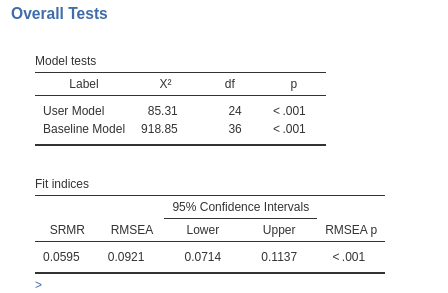 Overall Tests
Model tests
Label X² df p
User Model 85.31 24 < .001
Baseline Model 918.85 36 < .001
Fit indices
95% Confidence Intervals
SRMR RMSEA Lower Upper RMSEA p
0.0595 0.0921 0.0714 0.1137 < .001
>